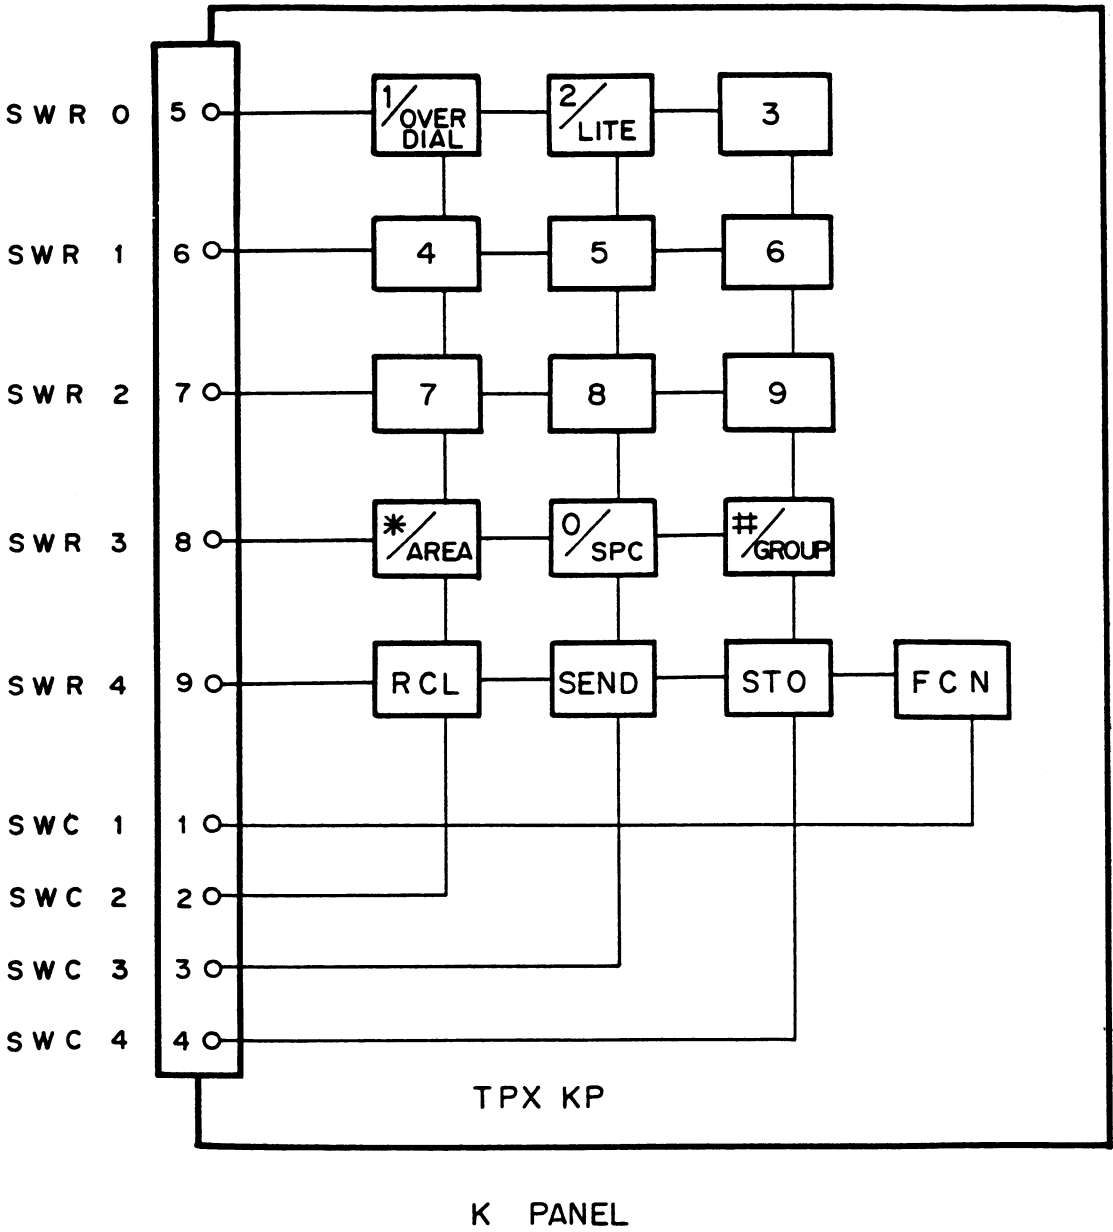 SWR 0 5 1/OVER DIAL 2/LITE 3
SWR 1 6 4 5 6
SWR 2 7 7 8 9
SWR 3 8 */AREA 0/SPC #/GROUP
SWR 4 9 RCL SEND STO FCN
SWC 1 1
SWC 2 2
SWC 3 3
SWC 4 4
TPX KP
K PANEL